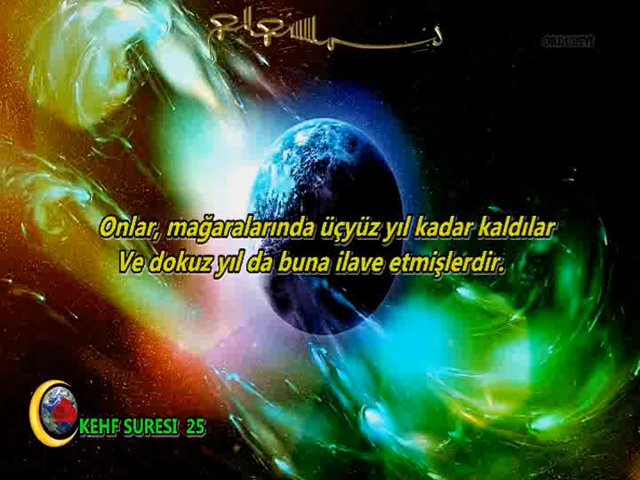 Onlar, mağaralarında üçyüz yıl kadar kaldılar
Ve dokuz yıl da buna ilave etmişlerdir.
KEHF SURESI 25